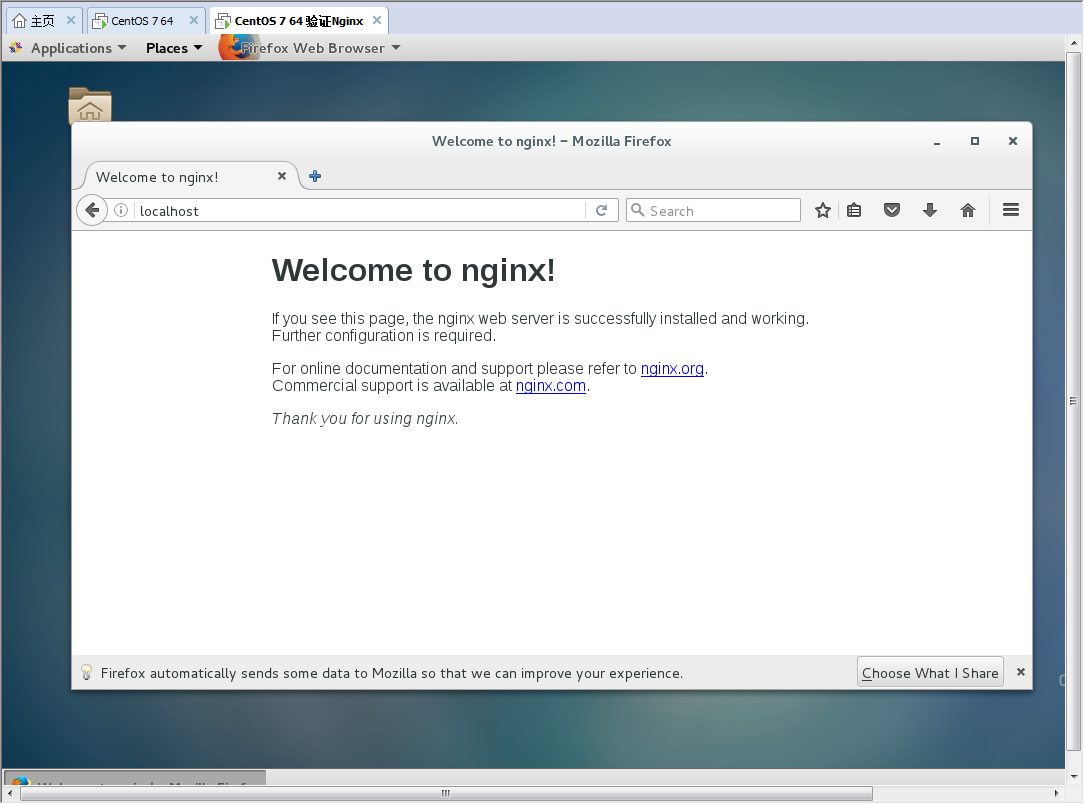 主页
CentOS 7 64
CentOS 7 64 验证Nginx
Applications
Places
Firefox Web Browser
Welcome to nginx! – Mozilla Firefox
Welcome to nginx!
localhost
Search
Welcome to nginx!
If you see this page, the nginx web server is successfully installed and working.
Further configuration is required.
For online documentation and support please refer to nginx.org.
Commercial support is available at nginx.com.
Thank you for using nginx.
Firefox automatically sends some data to Mozilla so that we can improve your experience.
Choose What I Share